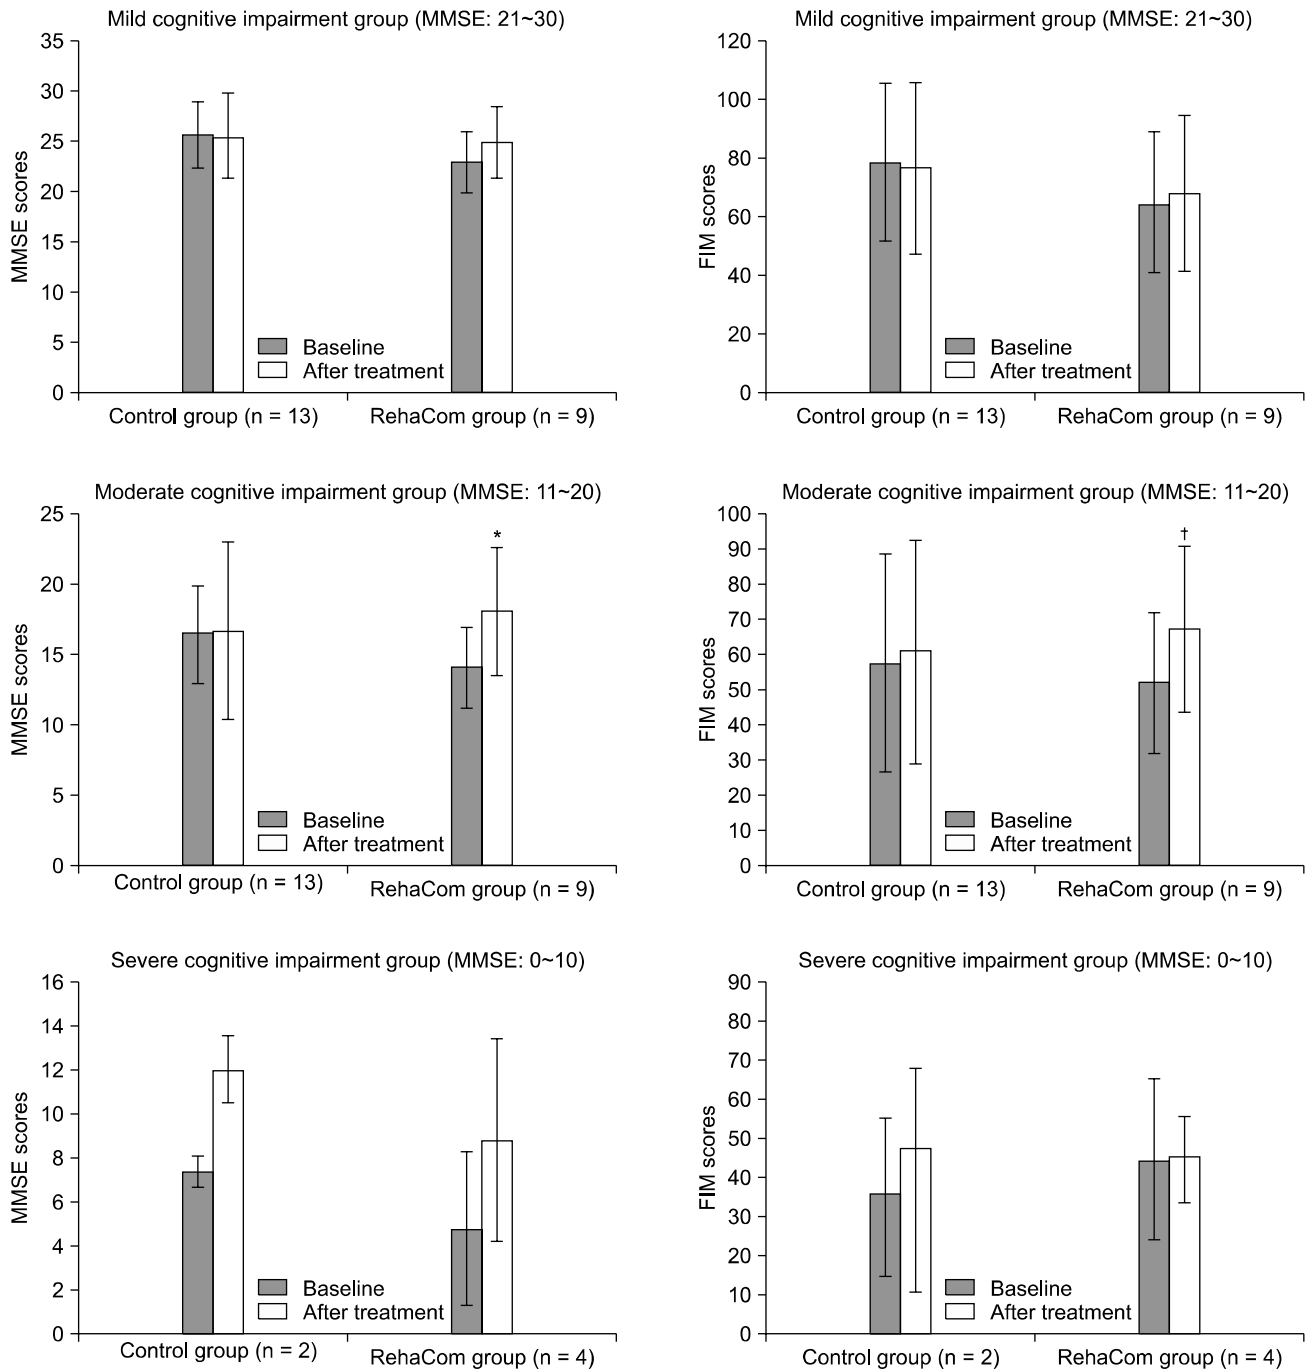 Mild cognitive impairment group (MMSE: 21~30)
35
30
25
20
15
10
5
0
MMSE scores
Baseline
After treatment
Control group (n = 13)
RehaCom group (n = 9)
Mild cognitive impairment group (MMSE: 21~30)
120
100
80
60
40
20
0
FIM scores
Baseline
After treatment
Control group (n = 13)
RehaCom group (n = 9)
Moderate cognitive impairment group (MMSE: 11~20)
25
20
15
10
5
0
MMSE scores
*
Baseline
After treatment
Control group (n = 13)
RehaCom group (n = 9)
Moderate cognitive impairment group (MMSE: 11~20)
100
90
80
70
60
50
40
30
20
10
0
FIM scores
†
Baseline
After treatment
Control group (n = 13)
RehaCom group (n = 9)
Severe cognitive impairment group (MMSE: 0~10)
16
14
12
10
8
6
4
2
0
MMSE scores
Baseline
After treatment
Control group (n = 2)
RehaCom group (n = 4)
Severe cognitive impairment group (MMSE: 0~10)
90
80
70
60
50
40
30
20
10
0
FIM scores
Baseline
After treatment
Control group (n = 2)
RehaCom group (n = 4)